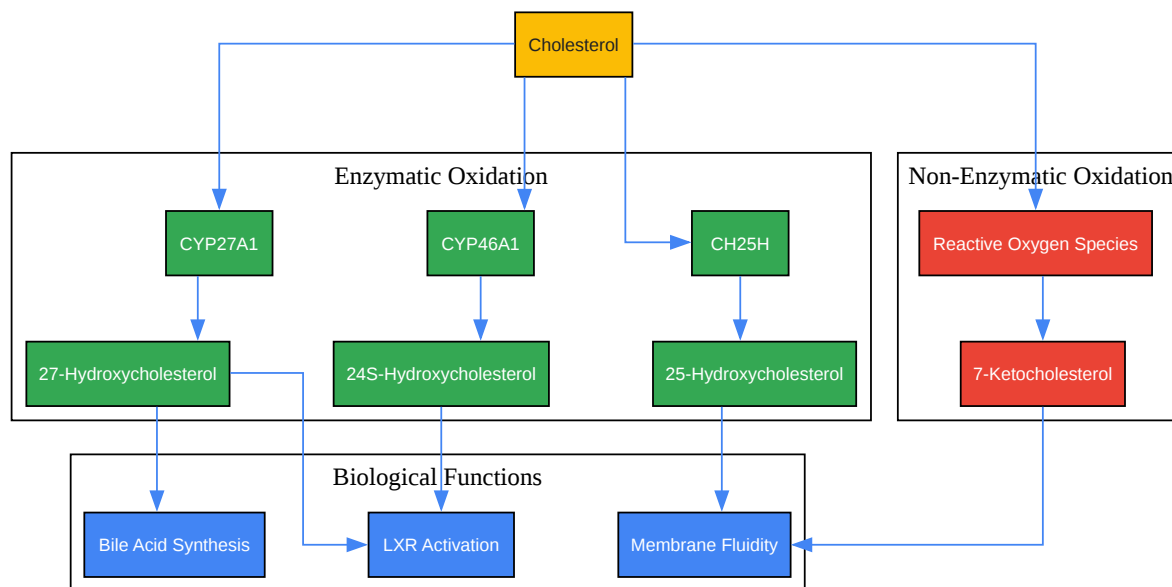 Cholesterol
Enzymatic Oxidation
Non-Enzymatic Oxidation
CYP27A1
CYP46A1
CH25H
Reactive Oxygen Species
27-Hydroxycholesterol
24S-Hydroxycholesterol
25-Hydroxycholesterol
7-Ketocholesterol
Biological Functions
Bile Acid Synthesis
LXR Activation
Membrane Fluidity